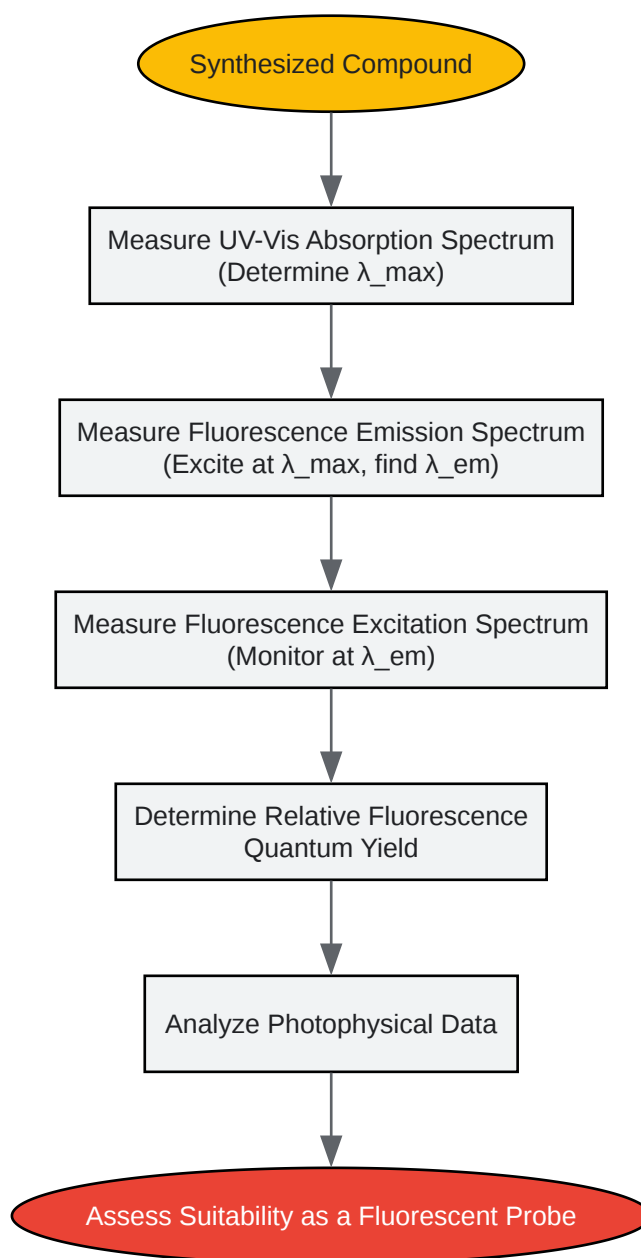 Synthesized Compound
Measure UV-Vis Absorption Spectrum
(Determine λ_max)
Measure Fluorescence Emission Spectrum
(Excite at λ_max, find λ_em)
Measure Fluorescence Excitation Spectrum
(Monitor at λ_em)
Determine Relative Fluorescence
Quantum Yield
Analyze Photophysical Data
Assess Suitability as a Fluorescent Probe